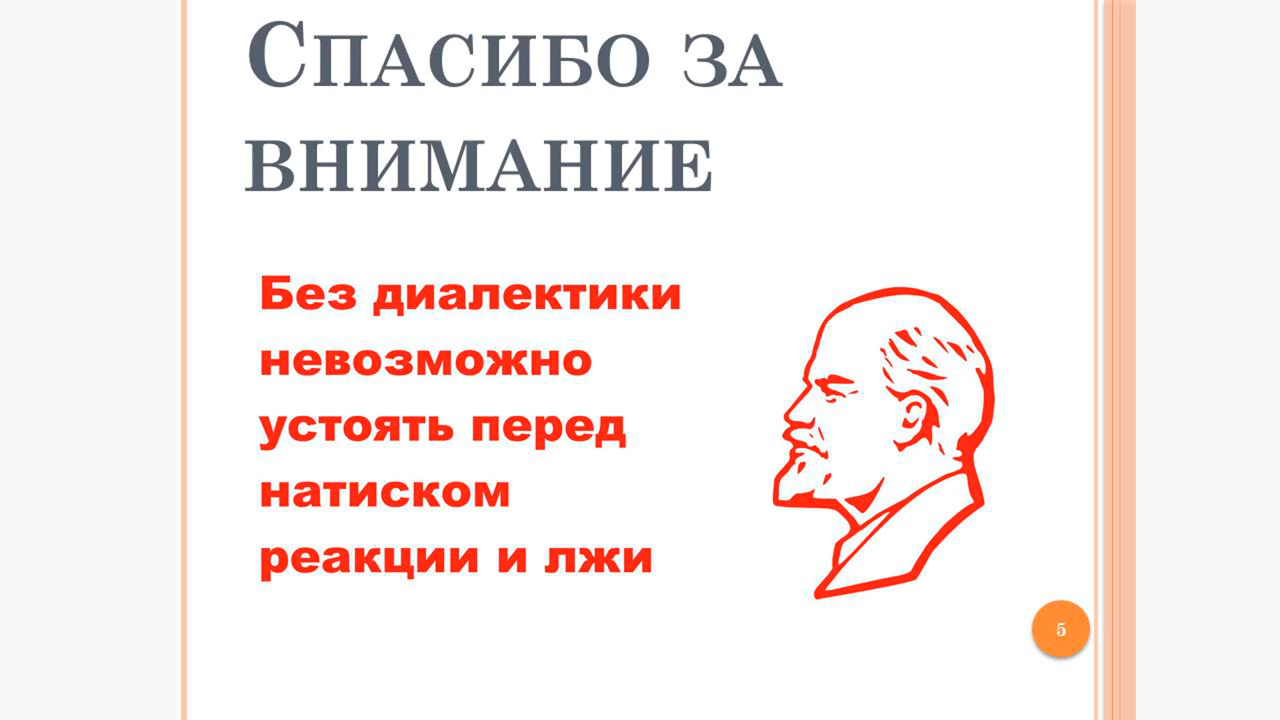 Спасибо за
внимание
Без диалектики
невозможно
устоять перед
натиском
реакции и лжи
5